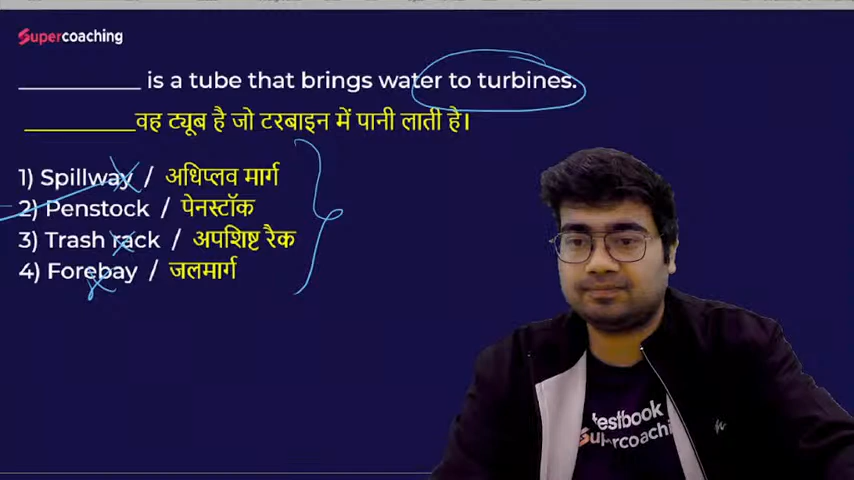 Supercoaching
__________ is a tube that brings water to turbines.
__________वह ट्यूब है जो टरबाइन में पानी लाती है।
1) Spillway / अधिप्लव मार्ग
2) Penstock / पेनस्टॉक
3) Trash rack / अपशिष्ट रैक
4) Forebay / जलमार्ग
testbook
Supercoachi